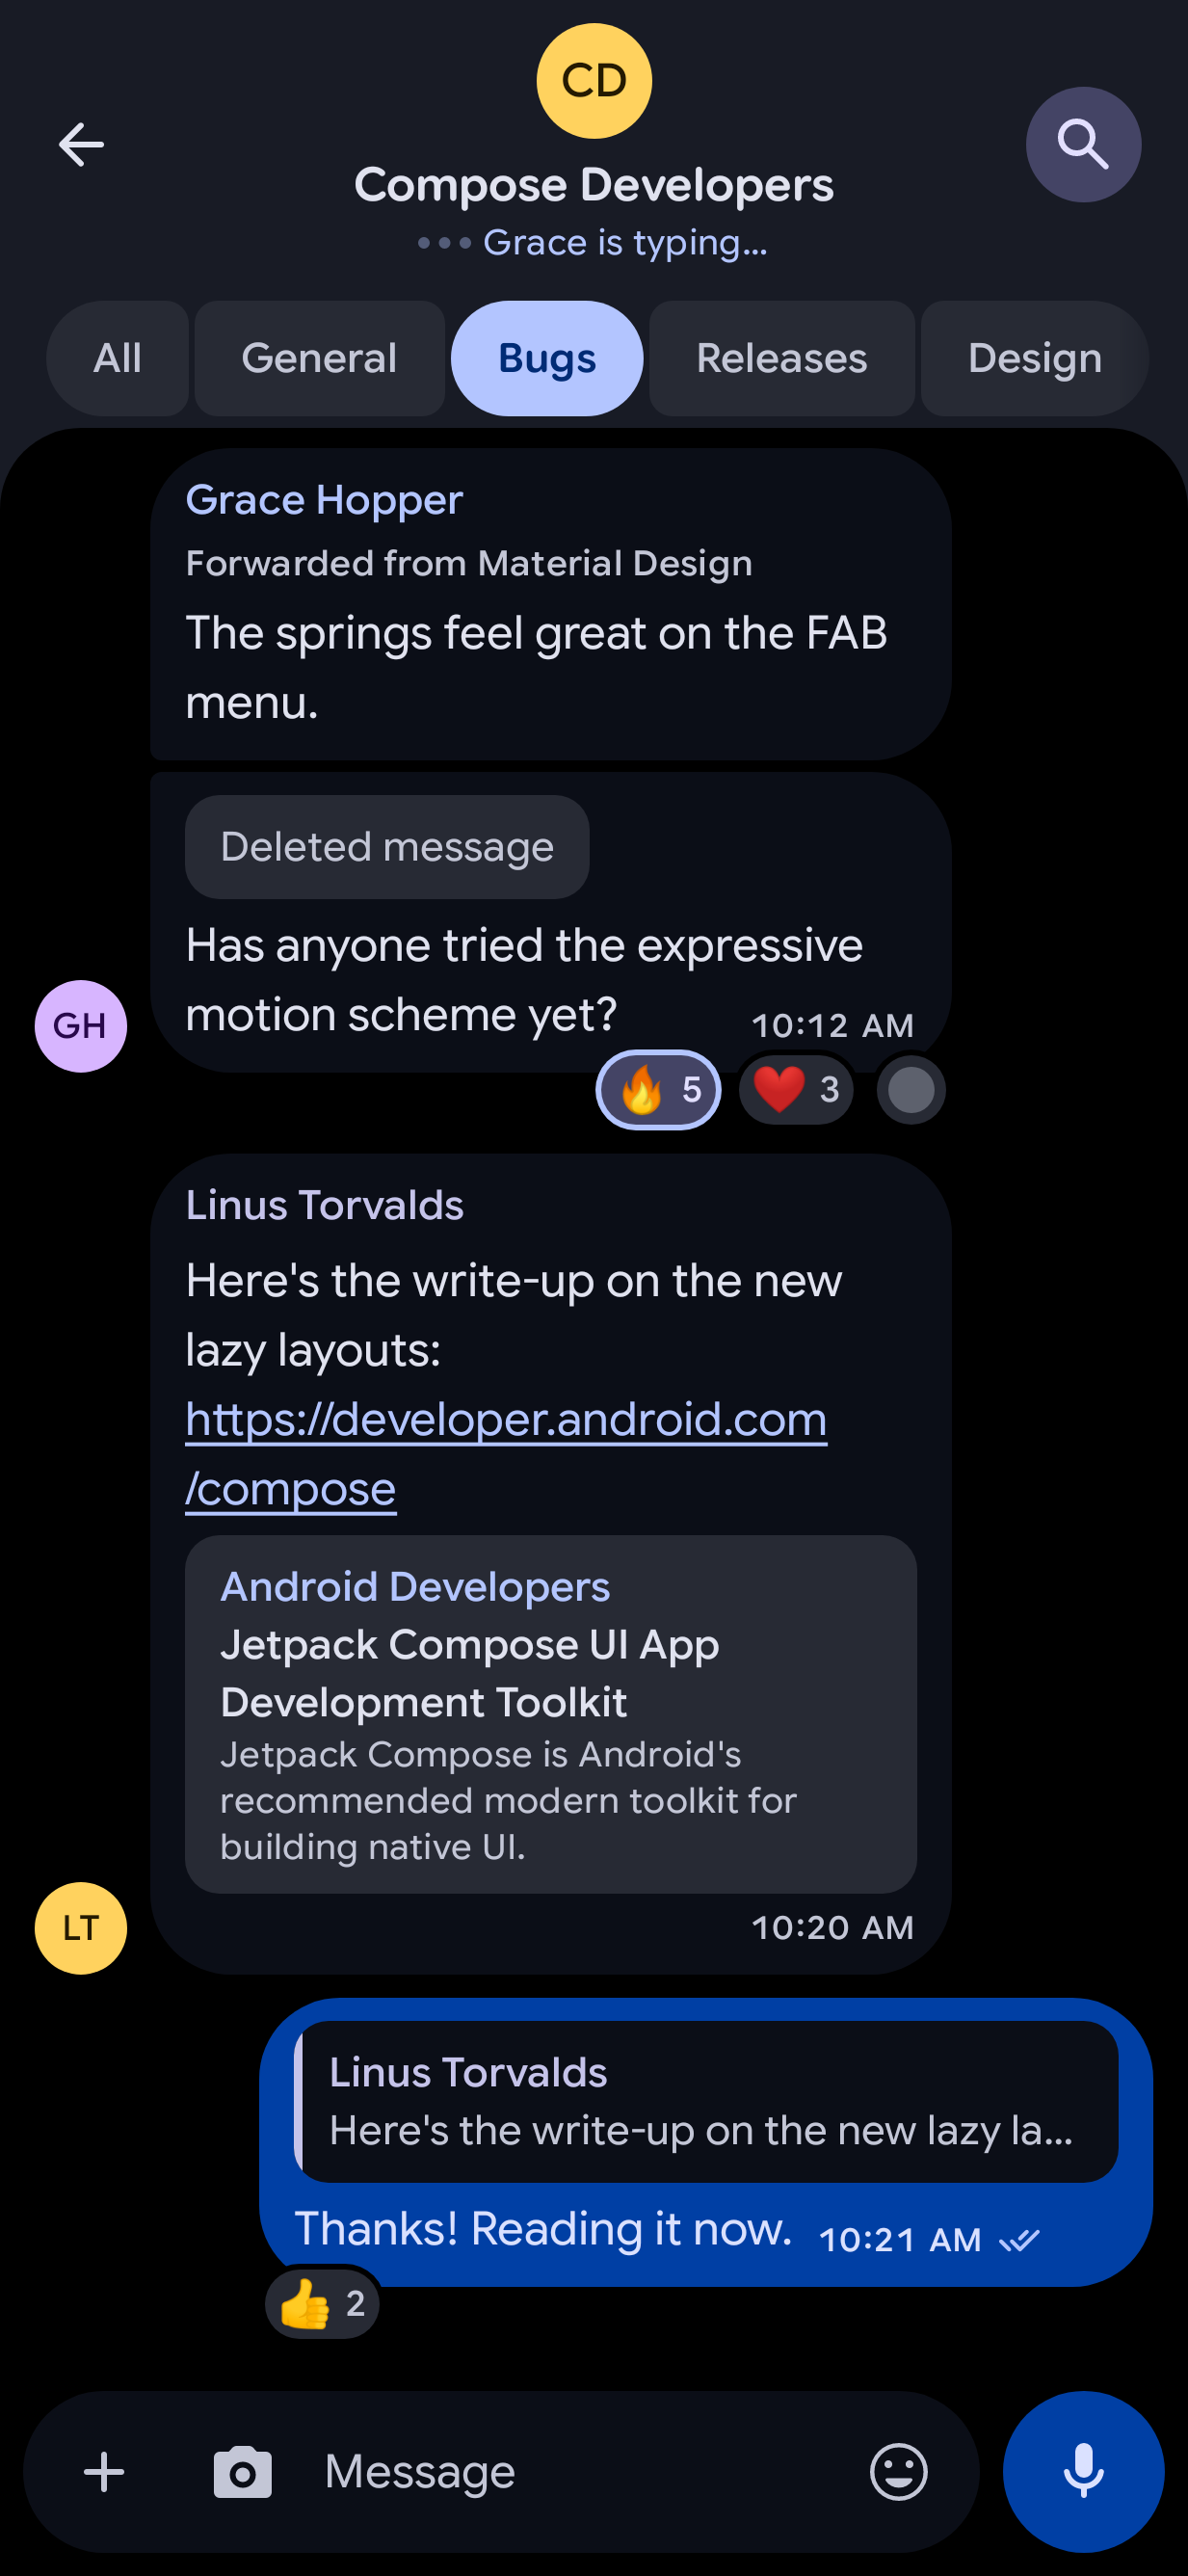 CD
Compose Developers
Grace is typing...
All
General
Bugs
Releases
Design
Grace Hopper
Forwarded from Material Design
The springs feel great on the FAB
menu.
Deleted message
Has anyone tried the expressive
motion scheme yet?
10:12 AM
GH
5
3
Linus Torvalds
Here's the write-up on the new
lazy layouts:
https://developer.android.com
/compose
Android Developers
Jetpack Compose UI App
Development Toolkit
Jetpack Compose is Android's
recommended modern toolkit for
building native UI.
LT
10:20 AM
Linus Torvalds
Here's the write-up on the new lazy la...
Thanks! Reading it now.
10:21 AM
2
Message